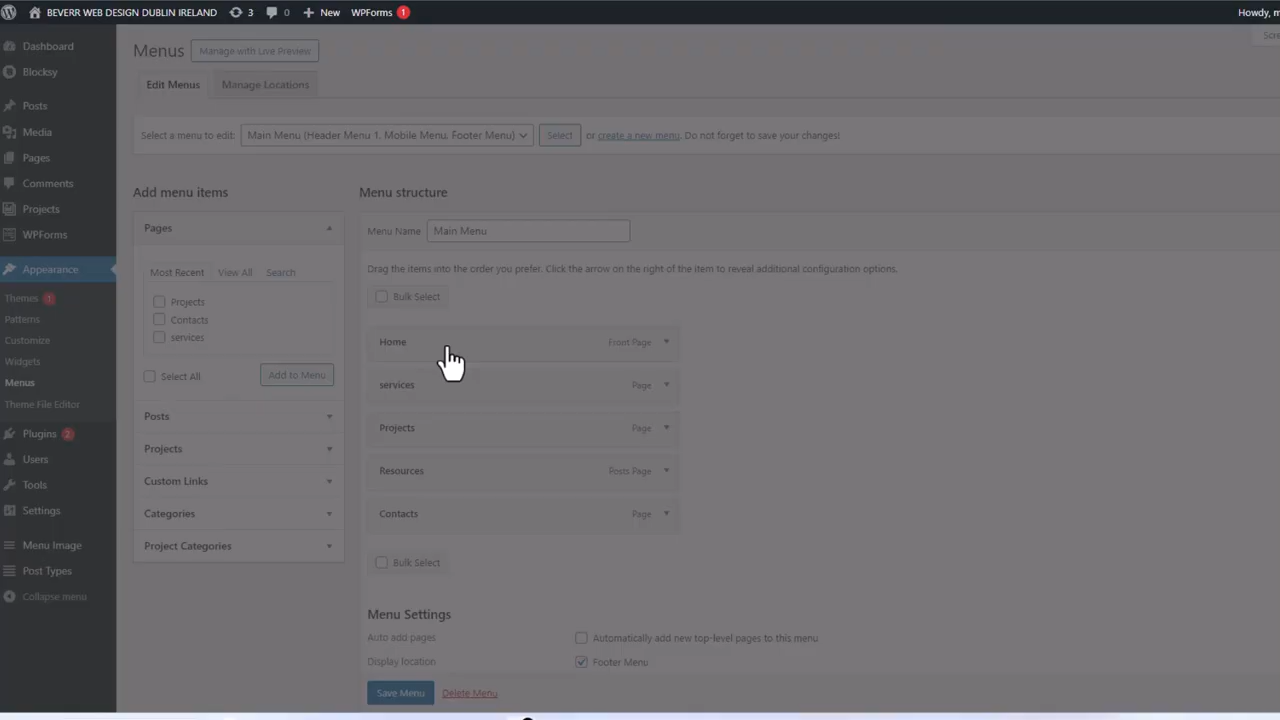 BEVERR WEB DESIGN DUBLIN IRELAND 3 0 New WPForms 1 Howdy, m
Dashboard
Blocksy
Posts
Media
Pages
Comments
Projects
WPForms
Appearance
Themes 1
Patterns
Customize
Widgets
Menus
Theme File Editor
Plugins 2
Users
Tools
Settings
Menu Image
Post Types
Collapse menu
Menus Manage with Live Preview
Edit Menus Manage Locations
Select a menu to edit: Main Menu (Header Menu 1, Mobile Menu, Footer Menu) Select or create a new menu. Do not forget to save your changes!
Add menu items
Pages
Most Recent View All Search
Projects
Contacts
services
Select All Add to Menu
Posts
Projects
Custom Links
Categories
Project Categories
Menu structure
Menu Name Main Menu
Drag the items into the order you prefer. Click the arrow on the right of the item to reveal additional configuration options.
Bulk Select
Home Front Page
services Page
Projects Page
Resources Posts Page
Contacts Page
Bulk Select
Menu Settings
Auto add pages Automatically add new top-level pages to this menu
Display location Footer Menu
Save Menu Delete Menu